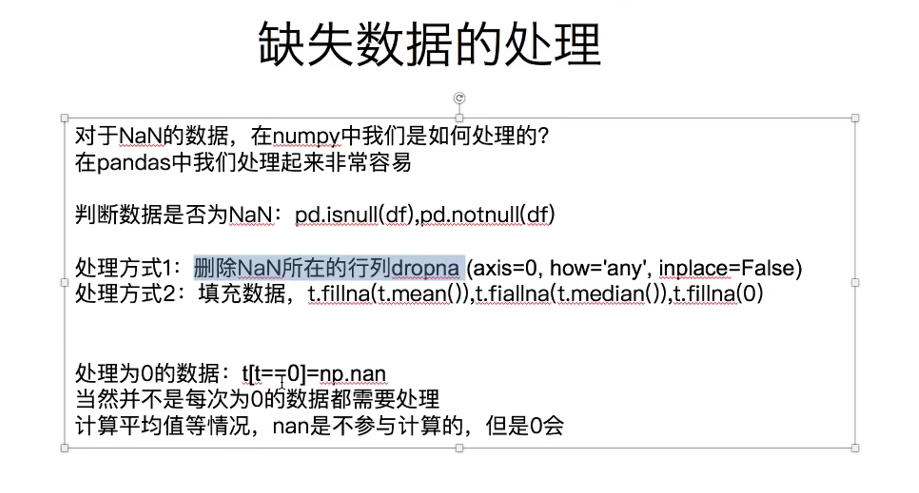 缺失数据的处理
对于NaN的数据，在numpy中我们是如何处理的?
在pandas中我们处理起来非常容易
判断数据是否为NaN：pd.isnull(df),pd.notnull(df)
处理方式1：删除NaN所在的行列dropna (axis=0, how='any', inplace=False)
处理方式2：填充数据，t.fillna(t.mean()),t.fiallna(t.median()),t.fillna(0)
处理为0的数据：t[t==0]=np.nan
当然并不是每次为0的数据都需要处理
计算平均值等情况，nan是不参与计算的，但是0会